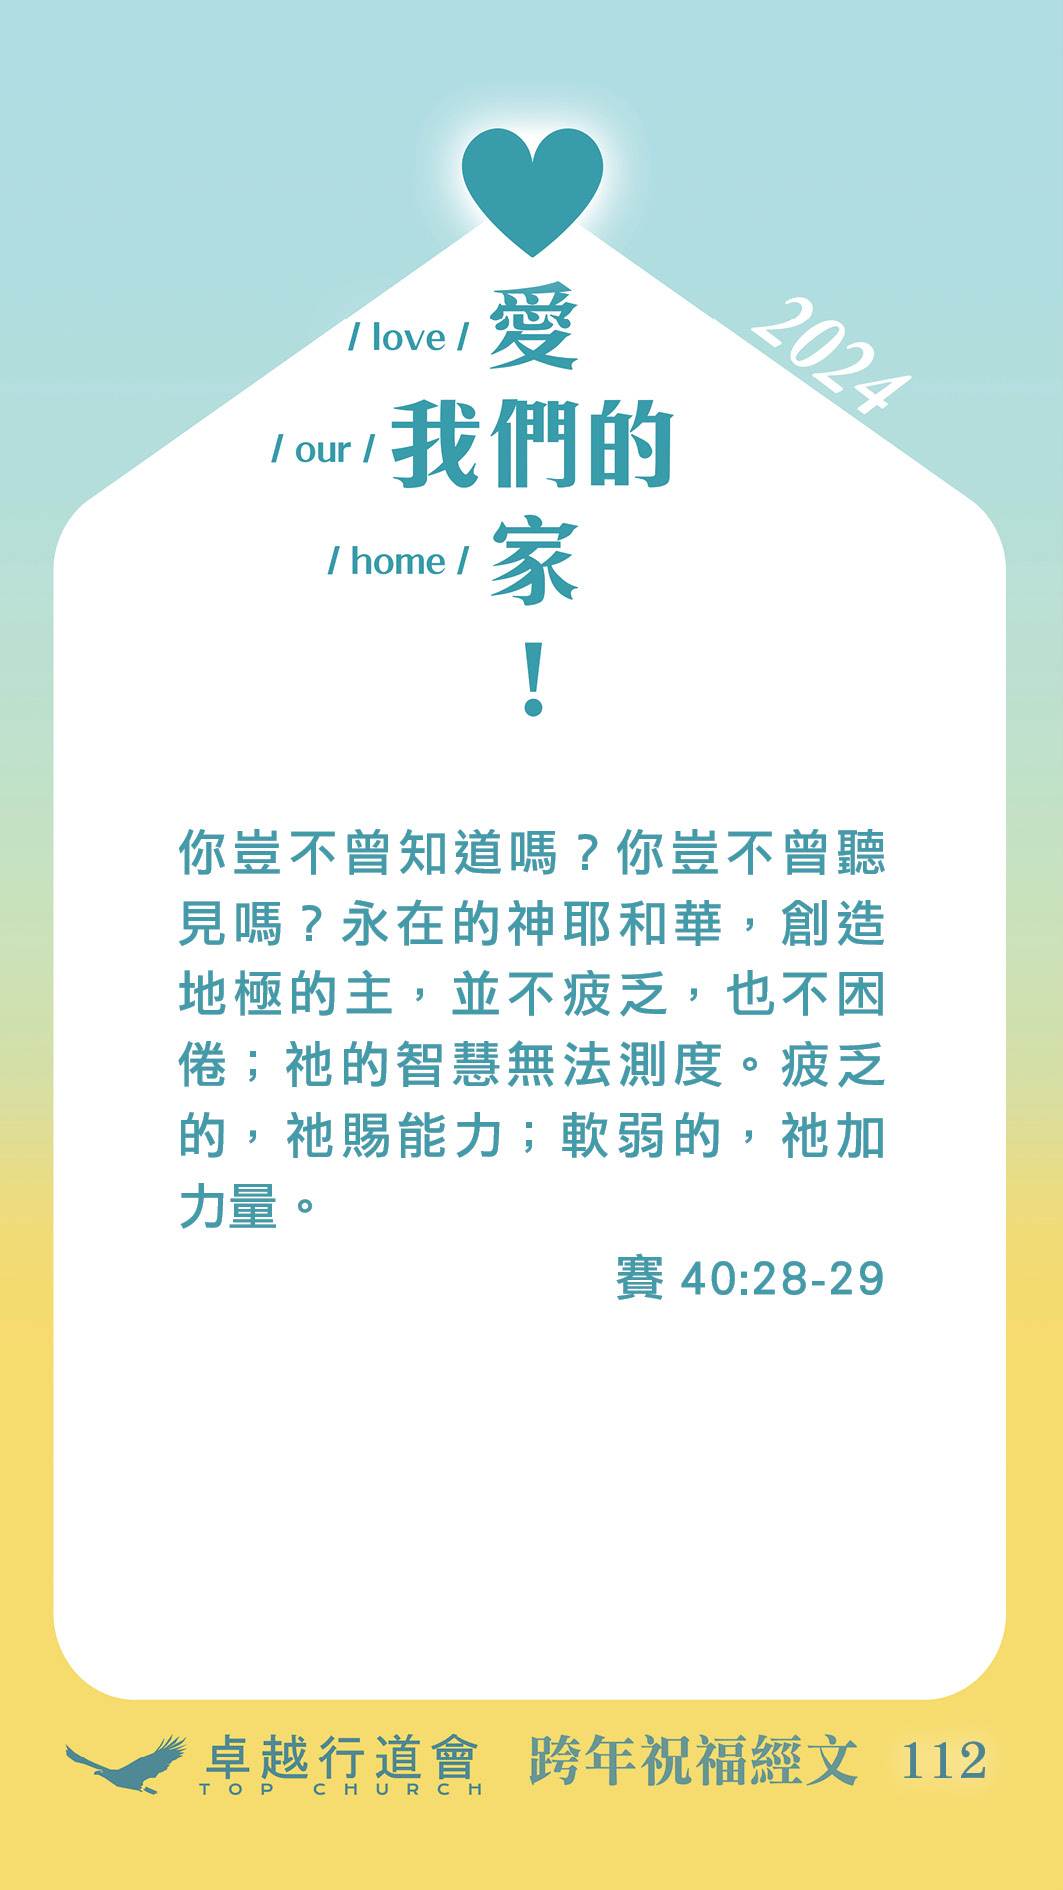 2024
/ love / 愛
/ our / 我們的
/ home / 家
!
你豈不曾知道嗎？你豈不曾聽
見嗎？永在的神耶和華，創造
地極的主，並不疲乏，也不困
倦；祂的智慧無法測度。疲乏
的，祂賜能力；軟弱的，祂加
力量。
賽 40:28-29
卓越行道會
TOP CHURCH
跨年祝福經文 112